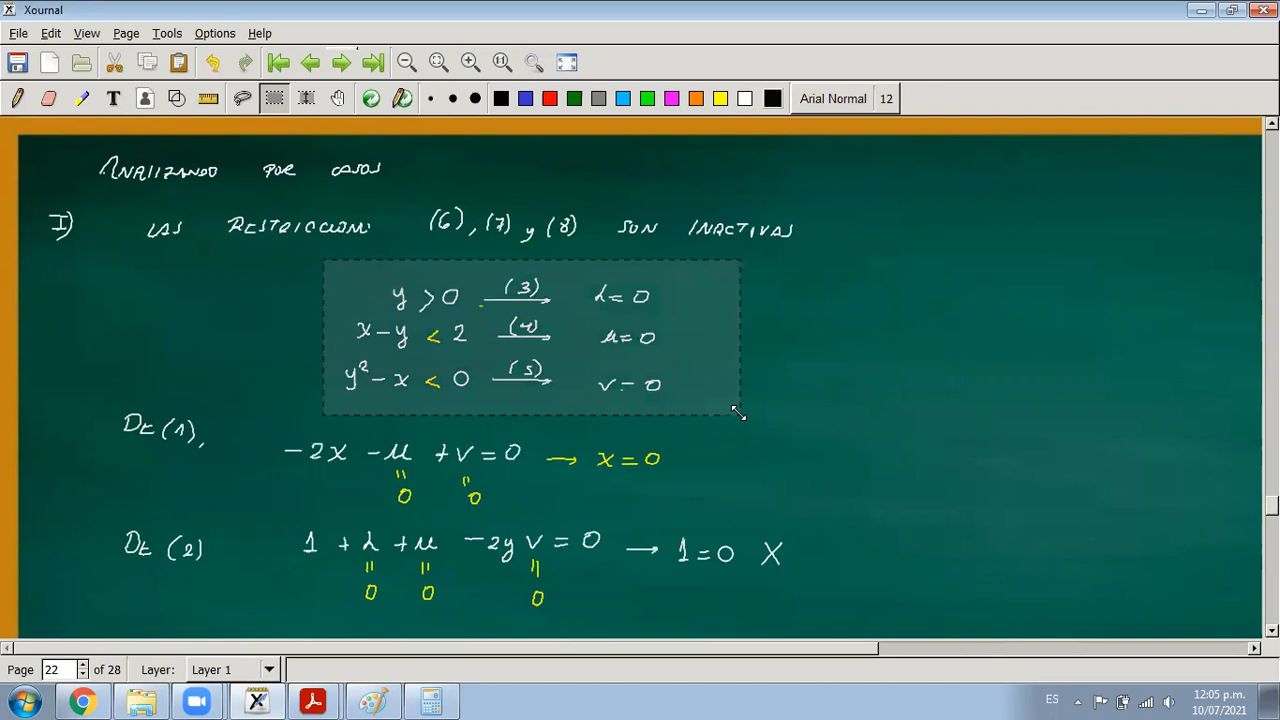 Xournal
File Edit View Page Tools Options Help
Arial Normal 12
ANALIZANDO POR CASOS
I) LAS RESTRICCION (6), (7) y (8) SON INACTIVAS
y > 0 (3) → λ = 0
x - y < 2 (4) → μ = 0
y² - x < 0 (5) → v = 0
DE (1), -2x - μ + v = 0 → x = 0
" "
0 0
DE (2) 1 + λ + μ - 2y v = 0 → 1 = 0 X
" " "
0 0 0
Page 22 of 28 Layer: Layer 1
ES 12:05 p.m.
10/07/2021